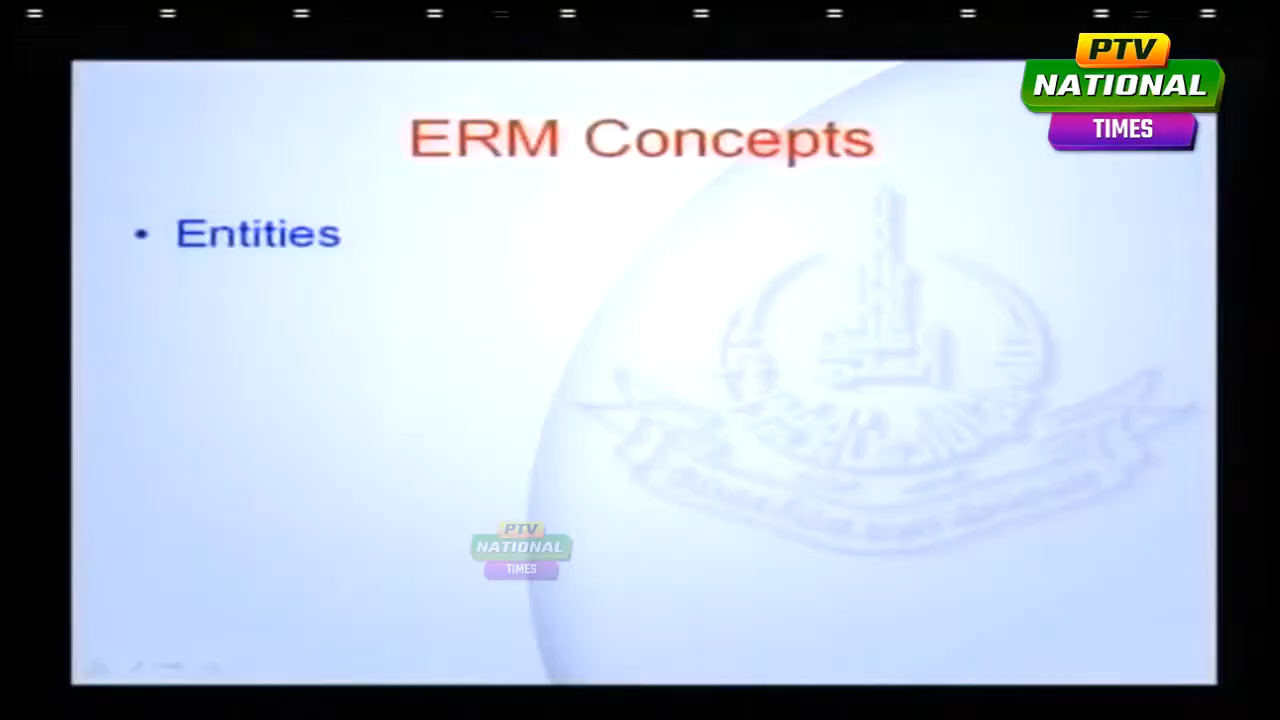 PTV
NATIONAL
TIMES
ERM Concepts
• Entities
PTV
NATIONAL
TIMES